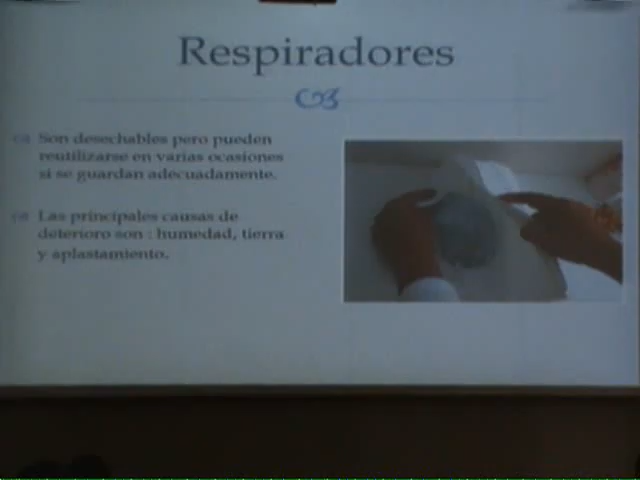 Respiradores
Son desechables pero pueden
reutilizarse en varias ocasiones
si se guardan adecuadamente.
Las principales causas de
deterioro son : humedad, tierra
y aplastamiento.